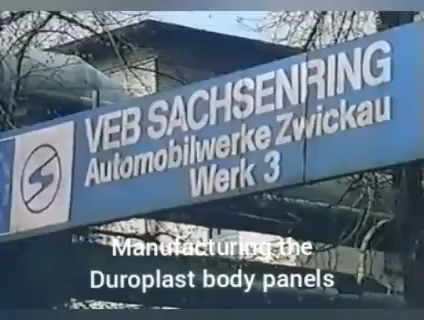 VEB SACHSENRING
Automobilwerke Zwickau
Werk 3
Manufacturing the
Duroplast body panels